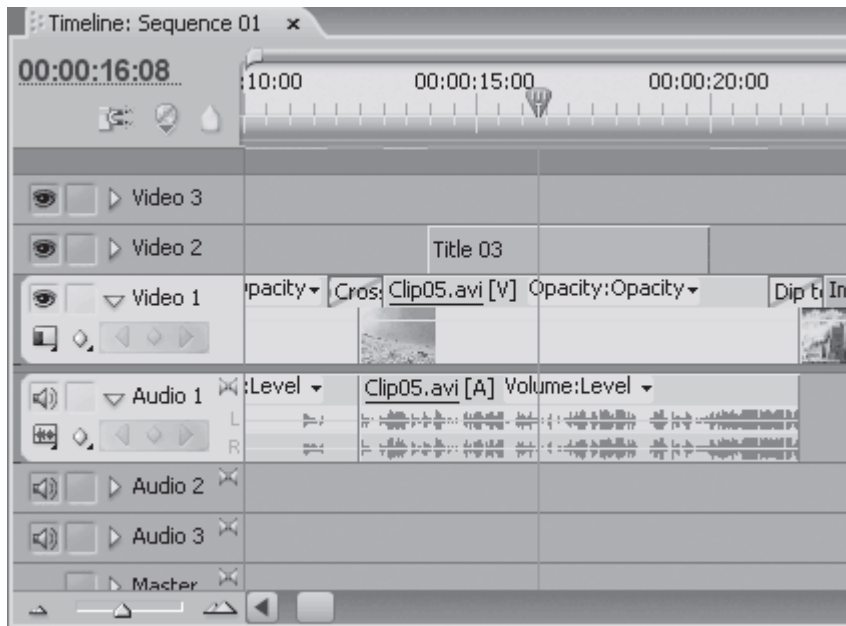 Timeline: Sequence 01 x
00:00:16:08
:10:00 00:00:15:00 00:00:20:00
Video 3
Video 2
Title 03
Video 1
pacity Cros Clip05.avi [V] Opacity:Opacity Dip t In
Audio 1
:Level Clip05.avi [A] Volume:Level
L
R
Audio 2
Audio 3
Master